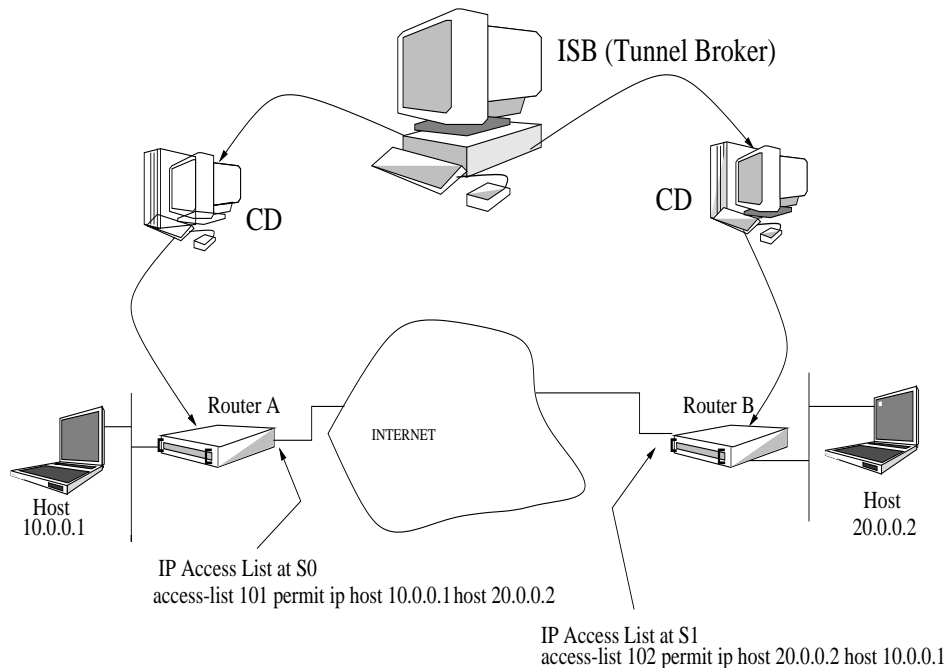 ISB (Tunnel Broker)
CD
CD
Router A
Router B
INTERNET
Host
10.0.0.1
Host
20.0.0.2
IP Access List at S0
access-list 101 permit ip host 10.0.0.1 host 20.0.0.2
IP Access List at S1
access-list 102 permit ip host 20.0.0.2 host 10.0.0.1